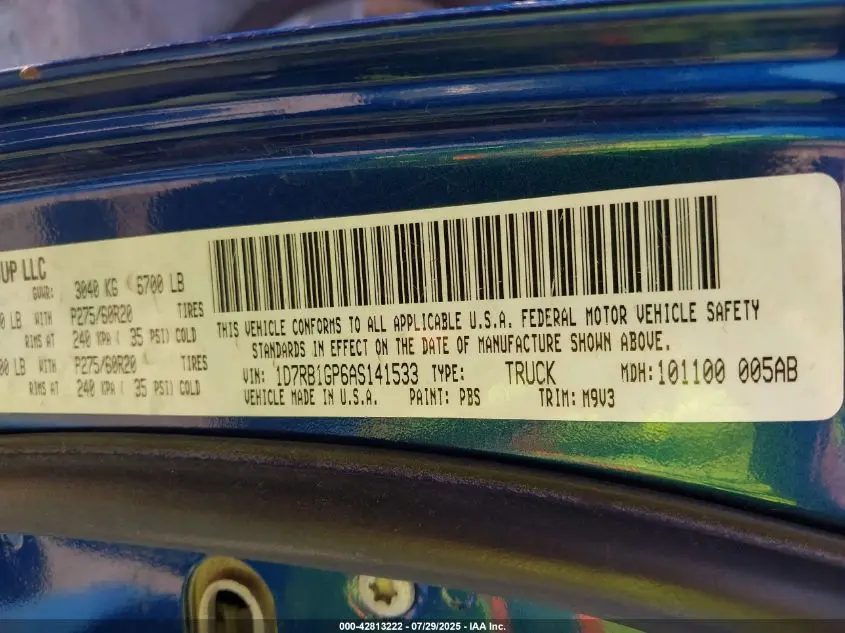 UP LLC
GVWR: 3040 KG 6700 LB
LB WITH P275/60R20 TIRES
RIMS AT 240 KPA ( 35 PSI) COLD
00 LB WITH P275/60R20 TIRES
RIMS AT 240 KPA ( 35 PSI) COLD
THIS VEHICLE CONFORMS TO ALL APPLICABLE U.S.A. FEDERAL MOTOR VEHICLE SAFETY
STANDARDS IN EFFECT ON THE DATE OF MANUFACTURE SHOWN ABOVE.
VIN: 1D7RB1GP6AS141533 TYPE: TRUCK MDH:101100 005AB
VEHICLE MADE IN U.S.A. PAINT: PBS TRIM: M9V3
000-42813222 - 07/29/2025 - IAA Inc.